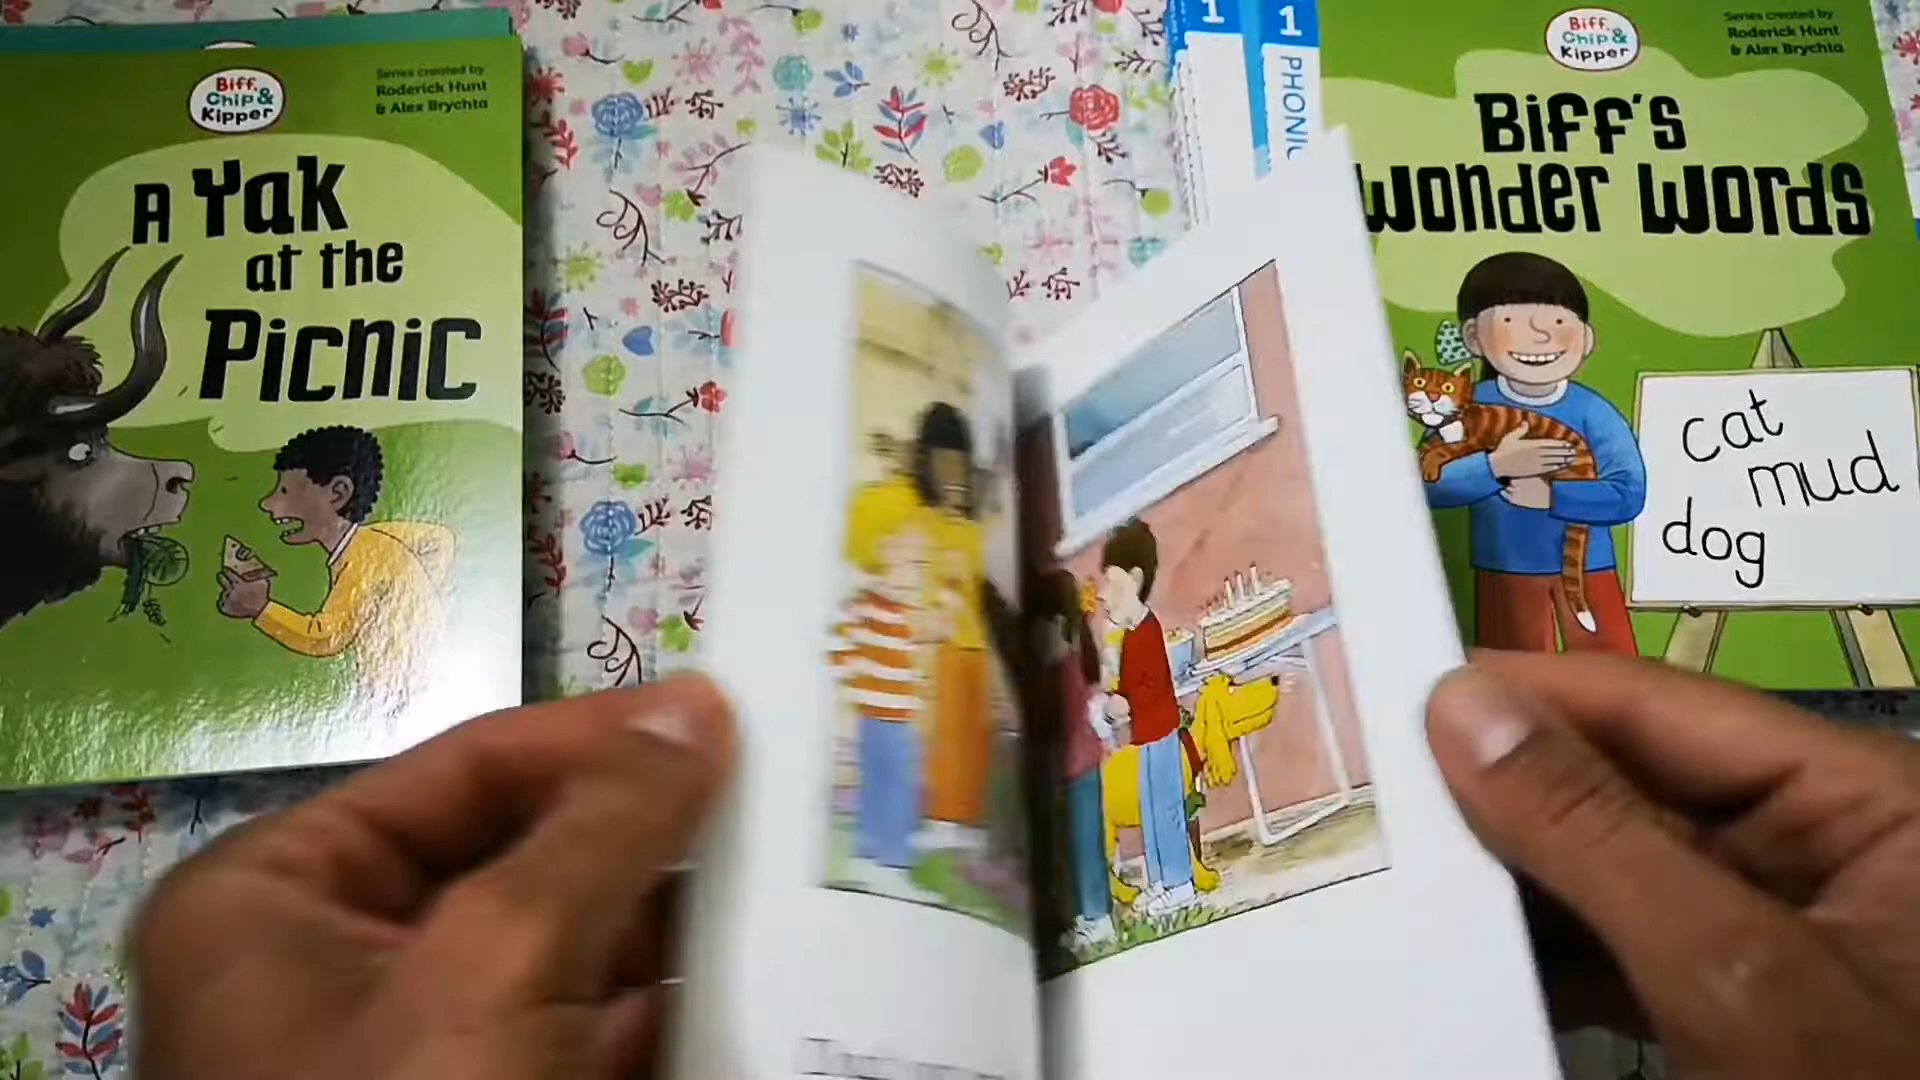 Biff,
Chip &
Kipper
Series created by
Roderick Hunt
& Alex Brychta
A Yak
at the
Picnic
1
1
PHONI
Biff,
Chip &
Kipper
Series created by
Roderick Hunt
& Alex Brychta
Biff's
Wonder Words
cat
mud
dog